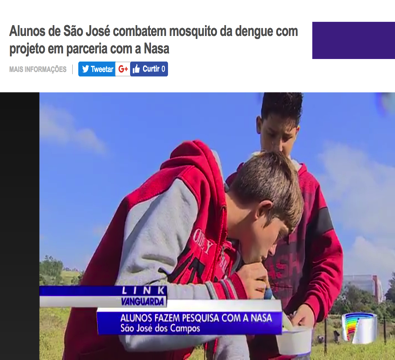 Alunos de São José combatem mosquito da dengue com
projeto em parceria com a Nasa
MAIS INFORMAÇÕES
Tweetar
G+
Curtir 0
LINK
VANGUARDA
ALUNOS FAZEM PESQUISA COM A NASA
São José dos Campos